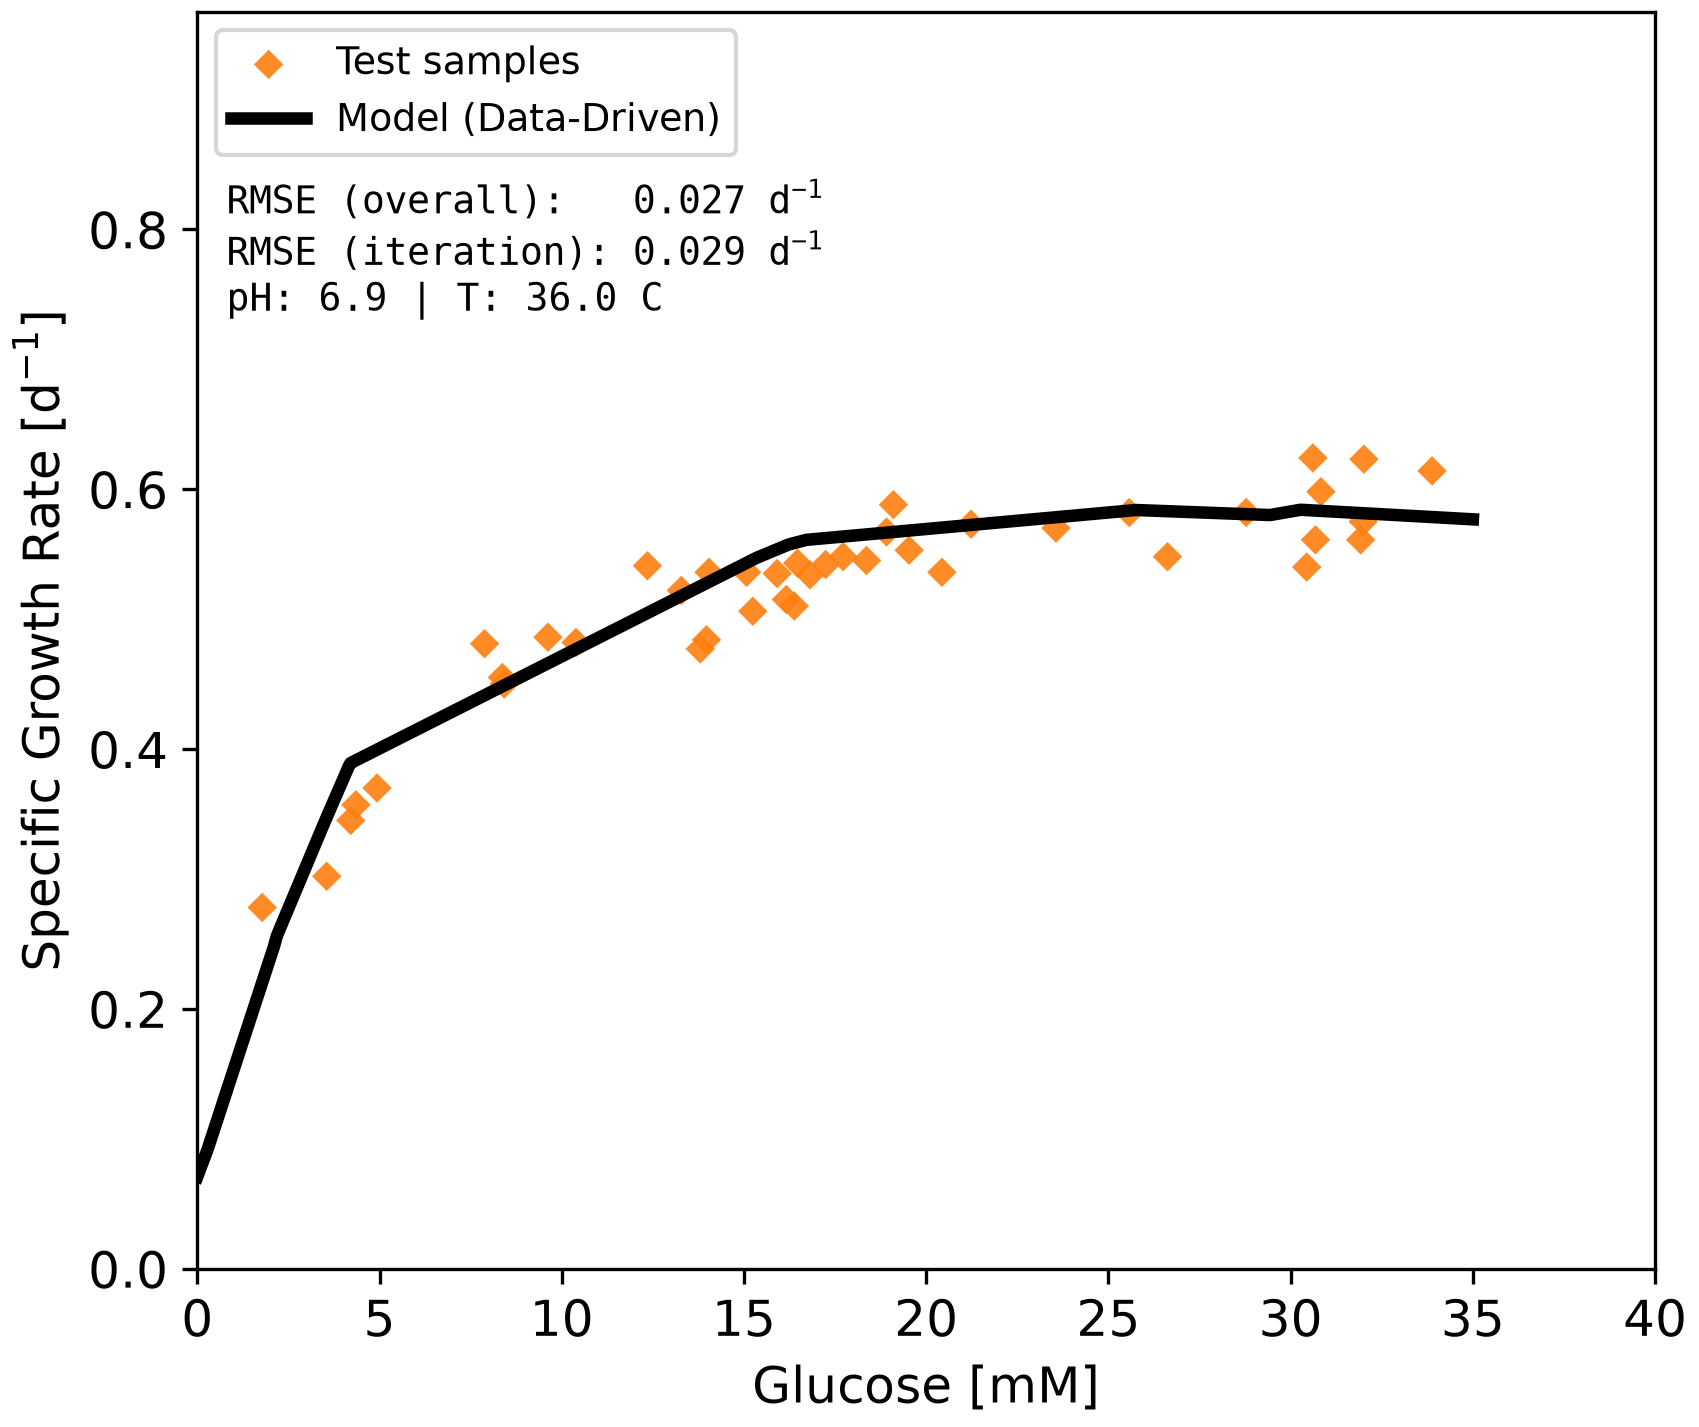 Test samples
Model (Data-Driven)
RMSE (overall):   0.027 d⁻¹
RMSE (iteration): 0.029 d⁻¹
pH: 6.9 | T: 36.0 C
Specific Growth Rate [d⁻¹]
0.8
0.6
0.4
0.2
0.0
0 5 10 15 20 25 30 35 40
Glucose [mM]